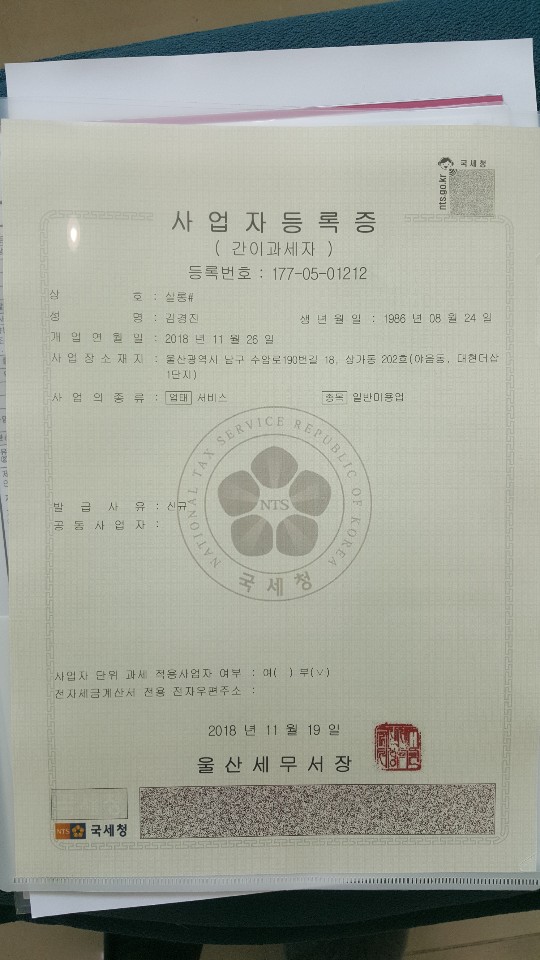 국세청
nts.go.kr
사업자등록증
( 간이과세자 )
등록번호 : 177-05-01212
상 호 : 살롱#
성 명 : 김경진 생 년 월 일 : 1986 년 08 월 24 일
개 업 연 월 일 : 2018 년 11 월 26 일
사 업 장 소 재 지 : 울산광역시 남구 수암로190번길 18, 상가동 202호(야음동, 대현더샵
1단지)
사 업 의 종 류 : 업태 서비스 종목 일반미용업
NATIONAL TAX SERVICE REPUBLIC OF KOREA
NTS
국세청
발 급 사 유 : 신규
공 동 사 업 자 :
사업자 단위 과세 적용사업자 여부 : 여( ) 부(∨)
전자세금계산서 전용 전자우편주소 :
2018 년 11 월 19 일
울산세무서장
NTS 국세청